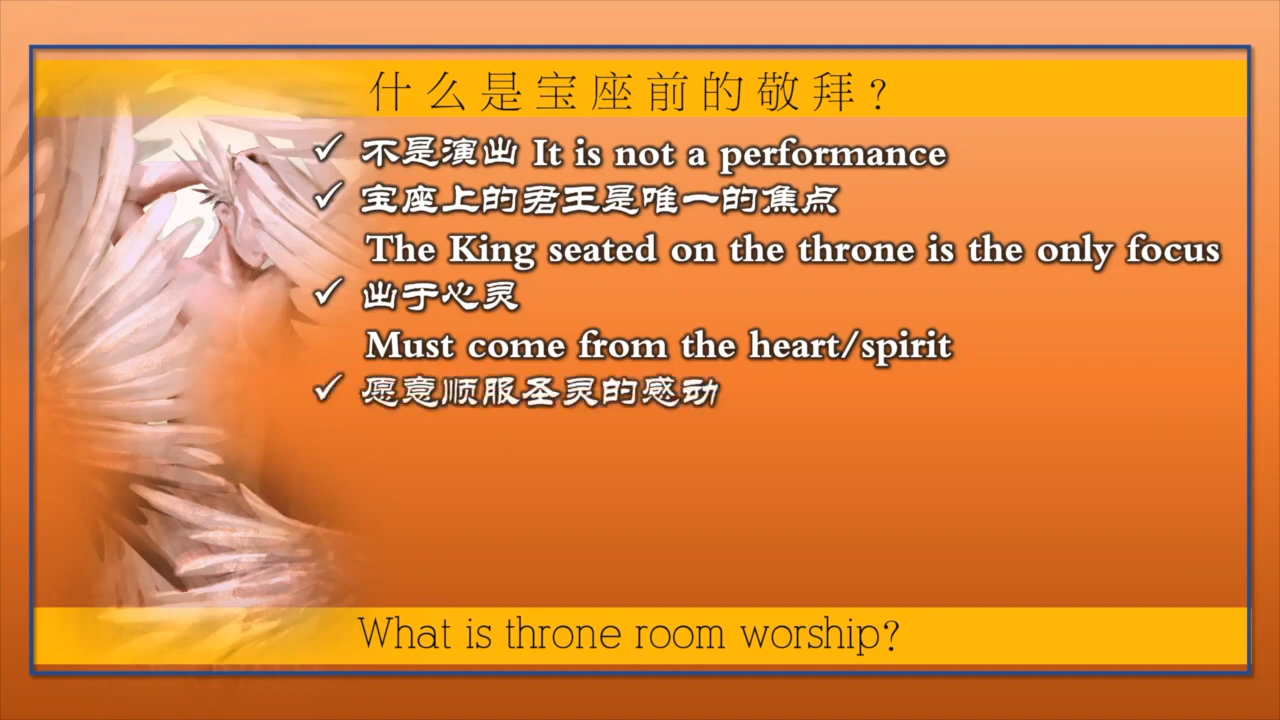 什么是宝座前的敬拜?
✓ 不是演出 It is not a performance
✓ 宝座上的君王是唯一的焦点
The King seated on the throne is the only focus
✓ 出于心灵
Must come from the heart/spirit
✓ 愿意顺服圣灵的感动
What is throne room worship?